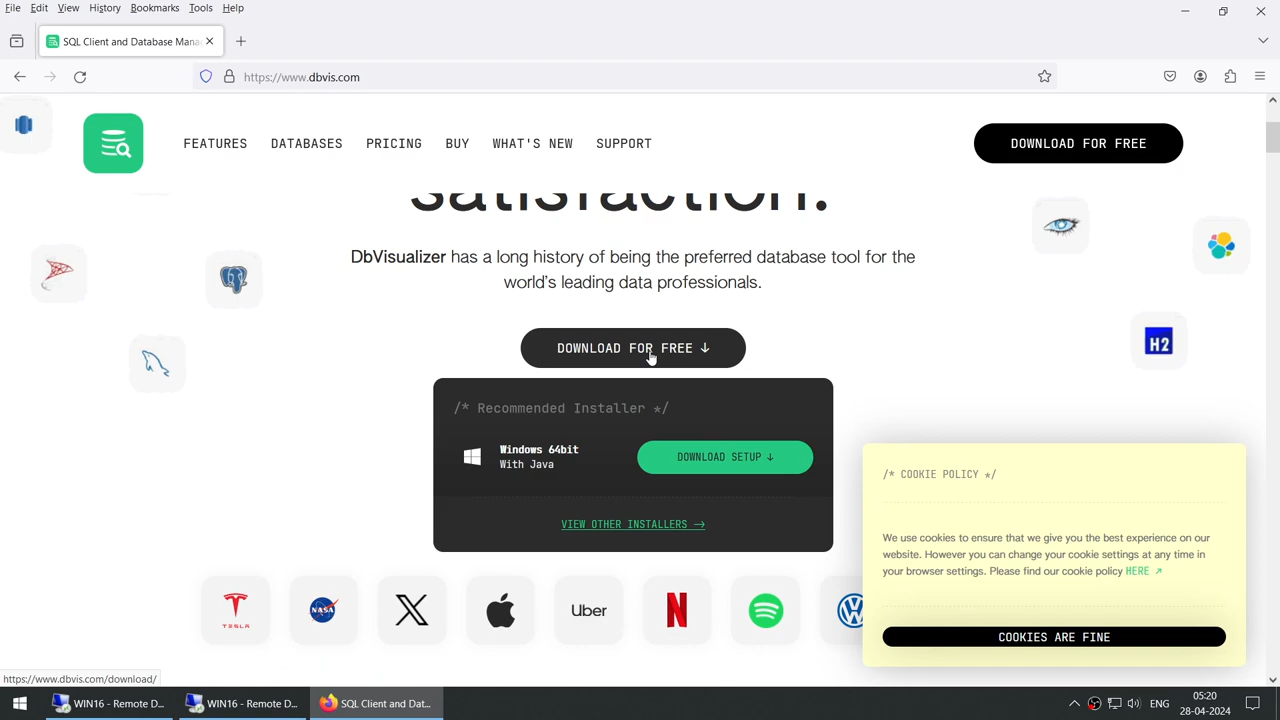 File Edit View History Bookmarks Tools Help
SQL Client and Database Mana
https://www.dbvis.com
FEATURES DATABASES PRICING BUY WHAT'S NEW SUPPORT
DOWNLOAD FOR FREE
satisfaction.
DbVisualizer has a long history of being the preferred database tool for the
world's leading data professionals.
DOWNLOAD FOR FREE ↓
/* Recommended Installer */
Windows 64bit
With Java
DOWNLOAD SETUP ↓
VIEW OTHER INSTALLERS →
H2
TESLA
NASA
Uber
/* COOKIE POLICY */
We use cookies to ensure that we give you the best experience on our
website. However you can change your cookie settings at any time in
your browser settings. Please find our cookie policy HERE ↗
COOKIES ARE FINE
https://www.dbvis.com/download/
WIN16 - Remote D...
WIN16 - Remote D...
SQL Client and Dat...
ENG
05:20
28-04-2024